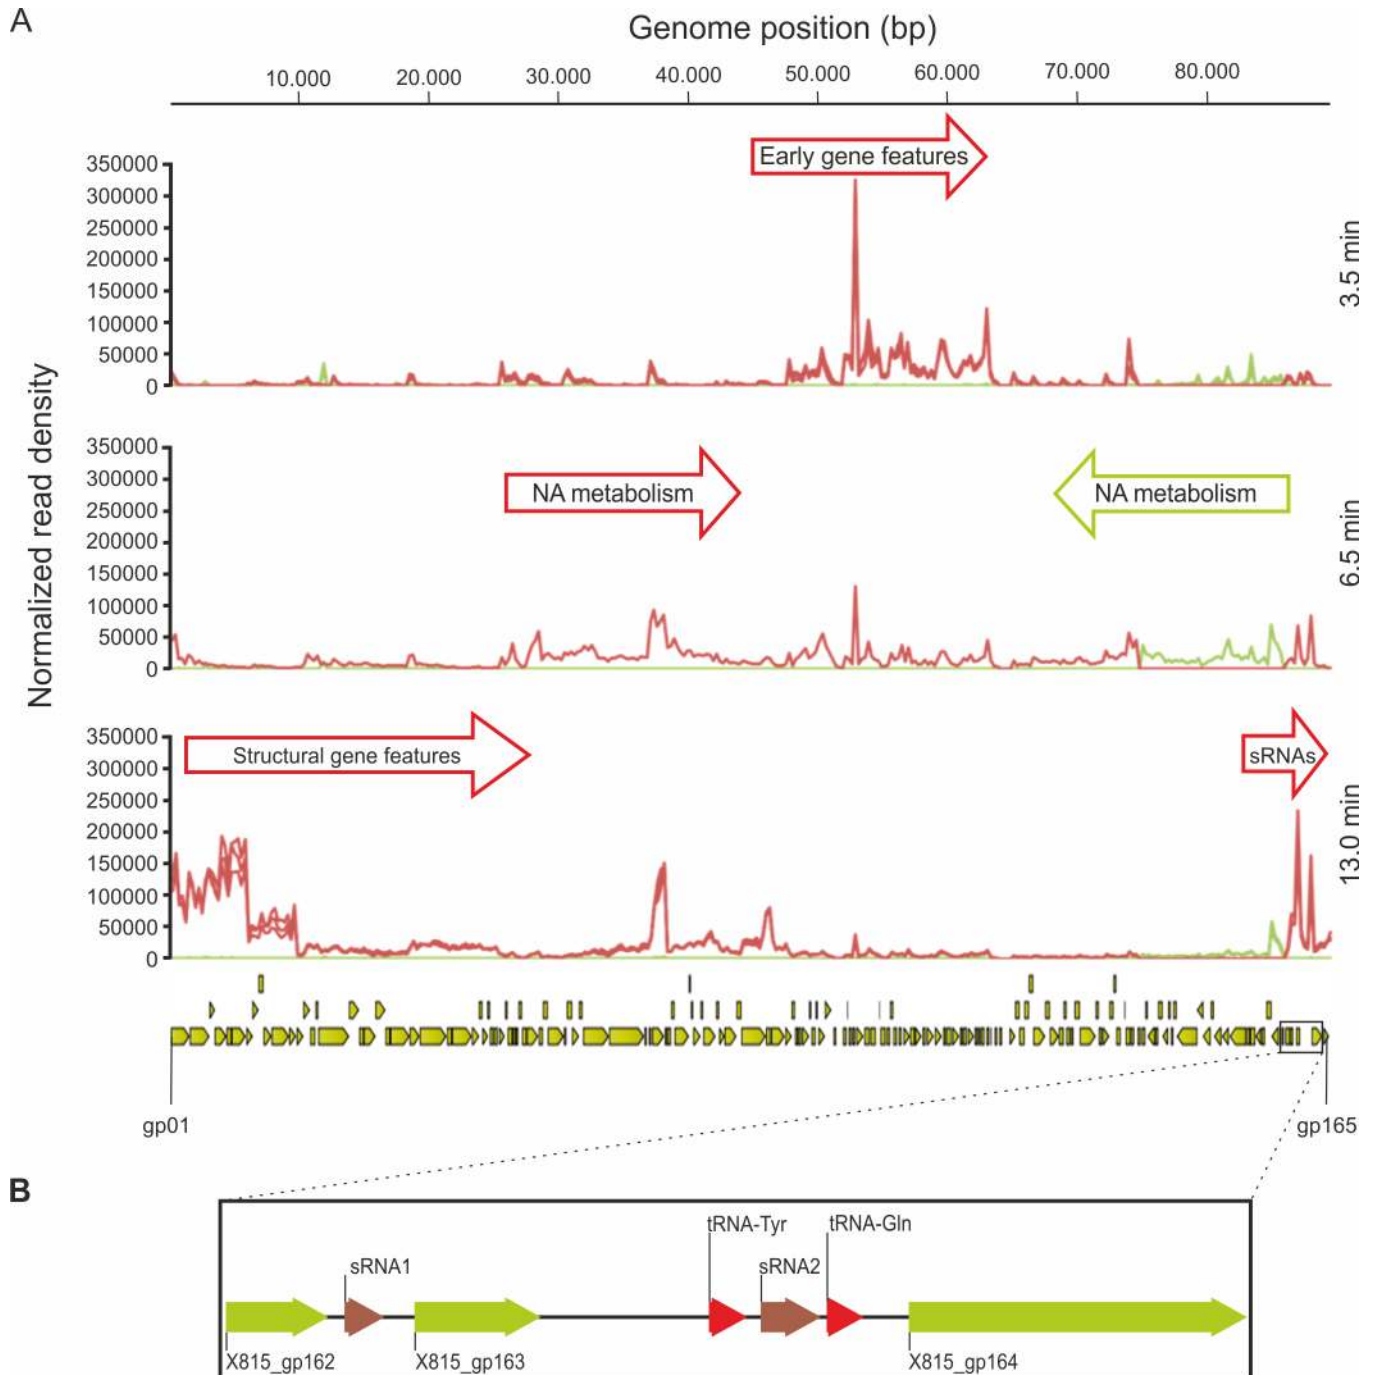 A
Genome position (bp)
10.000 20.000 30.000 40.000 50.000 60.000 70.000 80.000
Normalized read density
Early gene features
350000
300000
250000
200000
150000
100000
50000
0
3.5 min
NA metabolism
NA metabolism
350000
300000
250000
200000
150000
100000
50000
0
6.5 min
Structural gene features
sRNAs
350000
300000
250000
200000
150000
100000
50000
0
13.0 min
gp01
gp165
B
tRNA-Tyr
tRNA-Gln
sRNA1
sRNA2
X815_gp162
X815_gp163
X815_gp164